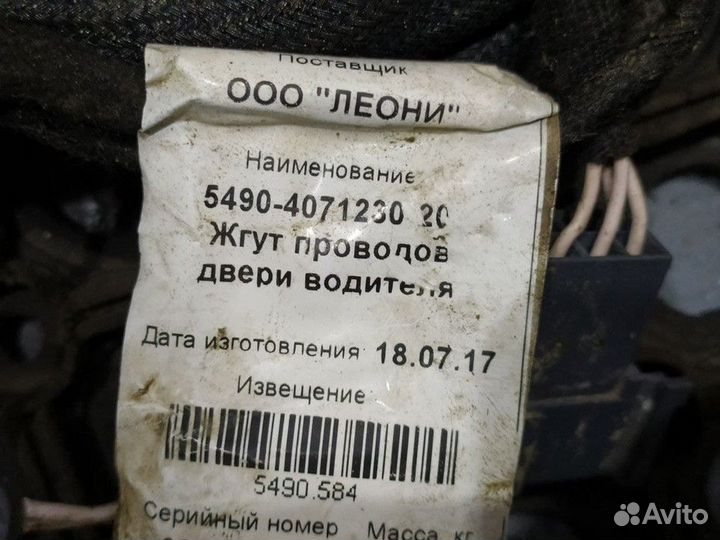 Поставщик
ООО "ЛЕОНИ"
Наименование
5490-4071230 20
Жгут проводов
двери водителя
Дата изготовления 18.07.17
Извещение
5490.584
Серийный номер Масса, кг
Avito